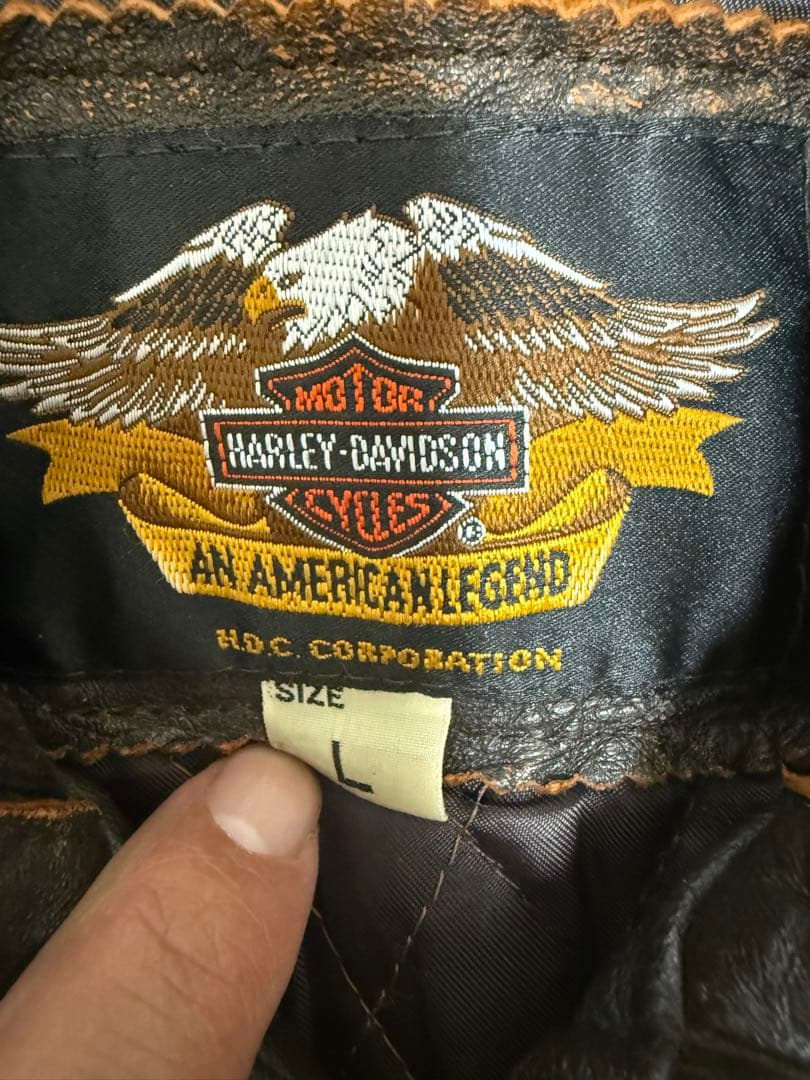 MOTOR
HARLEY-DAVIDSON
CYCLES
®
AN AMERICAN LEGEND
H.D.C. CORPORATION
SIZE
L